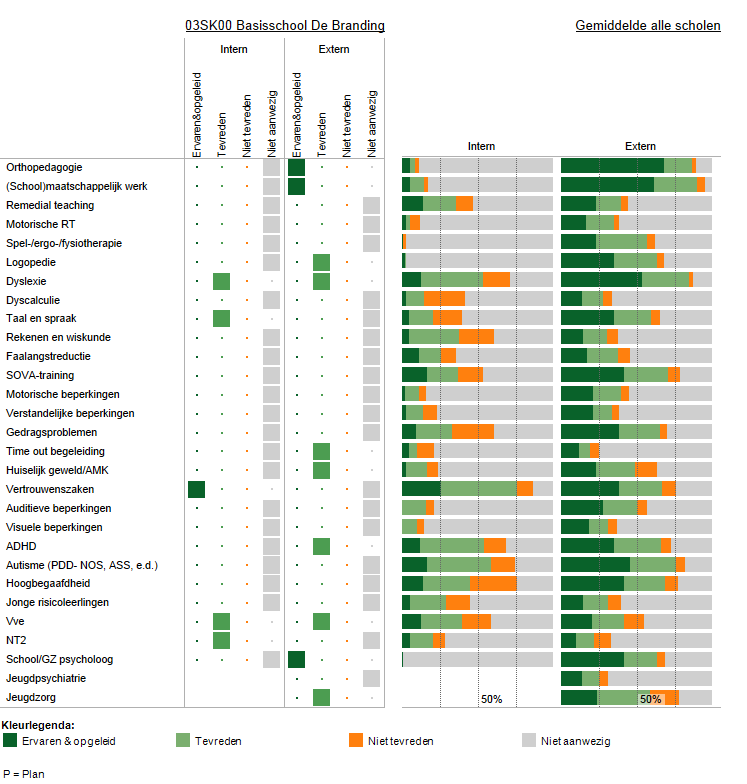 03SK00 Basisschool De Branding
Gemiddelde alle scholen
Intern
Extern
Ervaren&opgeleid
Tevreden
Niet tevreden
Niet aanwezig
Ervaren&opgeleid
Tevreden
Niet tevreden
Niet aanwezig
Intern
Extern
Orthopedagogie
(School)maatschappelijk werk
Remedial teaching
Motorische RT
Spel-/ergo-/fysiotherapie
Logopedie
Dyslexie
Dyscalculie
Taal en spraak
Rekenen en wiskunde
Faalangstreductie
SOVA-training
Motorische beperkingen
Verstandelijke beperkingen
Gedragsproblemen
Time out begeleiding
Huiselijk geweld/AMK
Vertrouwenszaken
Auditieve beperkingen
Visuele beperkingen
ADHD
Autisme (PDD- NOS, ASS, e.d.)
Hoogbegaafdheid
Jonge risicoleerlingen
Vve
NT2
School/GZ psycholoog
Jeugdpsychiatrie
Jeugdzorg
50%
50%
Kleurlegenda:
Ervaren & opgeleid
Tevreden
Niet tevreden
Niet aanwezig
P = Plan